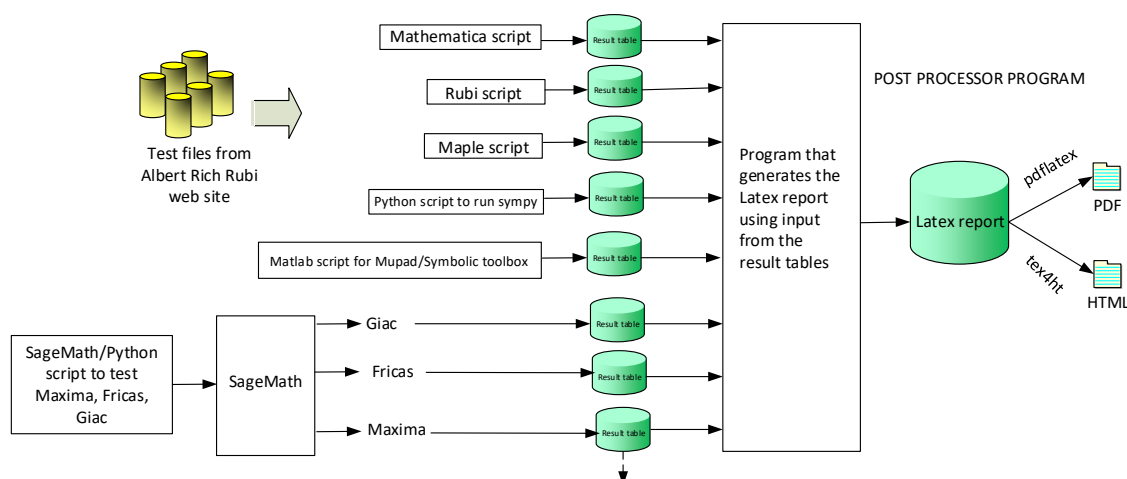 Mathematica script
Result table
Rubi script
Result table
POST PROCESSOR PROGRAM
Test files from
Albert Rich Rubi
web site
Maple script
Result table
Program that
generates the
Latex report
using input
from the
result tables
Python script to run sympy
Result table
Latex report
pdflatex
PDF
tex4ht
HTML
Matlab script for Mupad/Symbolic toolbox
Result table
SageMath/Python
script to test
Maxima, Fricas,
Giac
SageMath
Giac
Result table
Fricas
Result table
Maxima
Result table